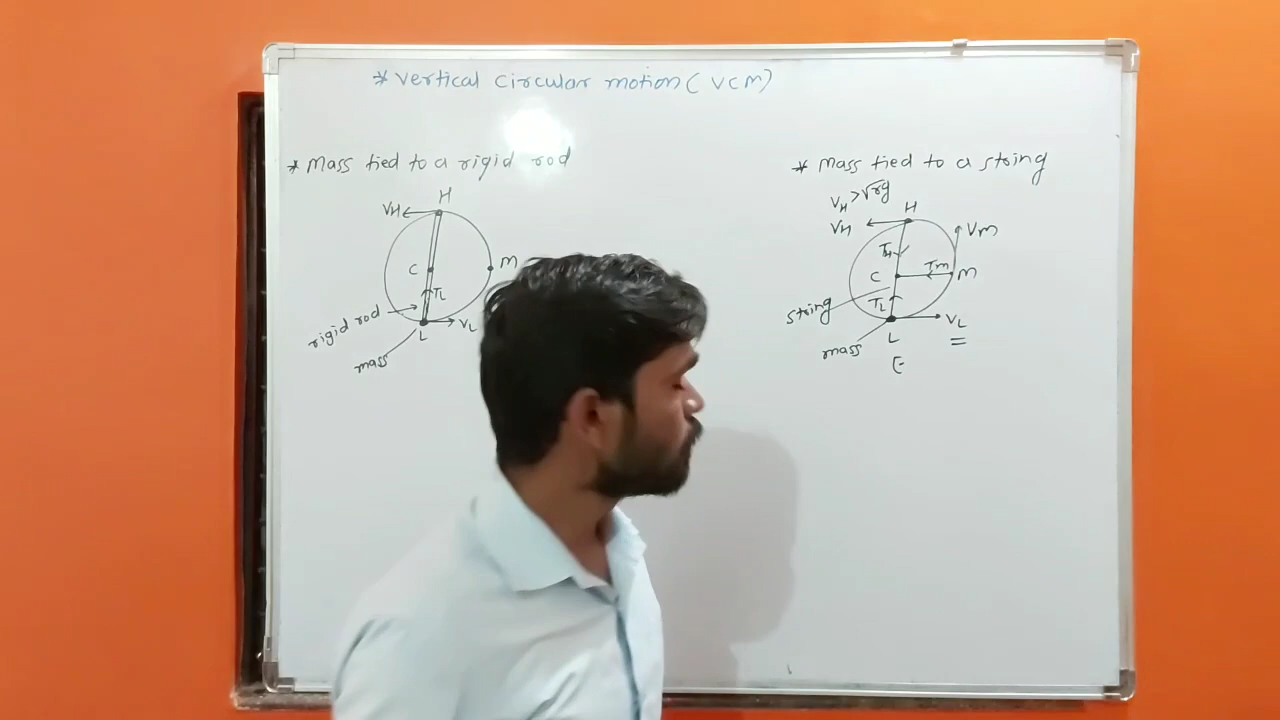 * Vertical Circular motion (VCM)
* Mass tied to a rigid rod
H
VH
C
M
TL
rigid rod
VL
L
mass
* Mass tied to a string
VH > √rg
H
VH
Vm
TH
C
Tm
M
TL
string
VL
L
mass
=
E